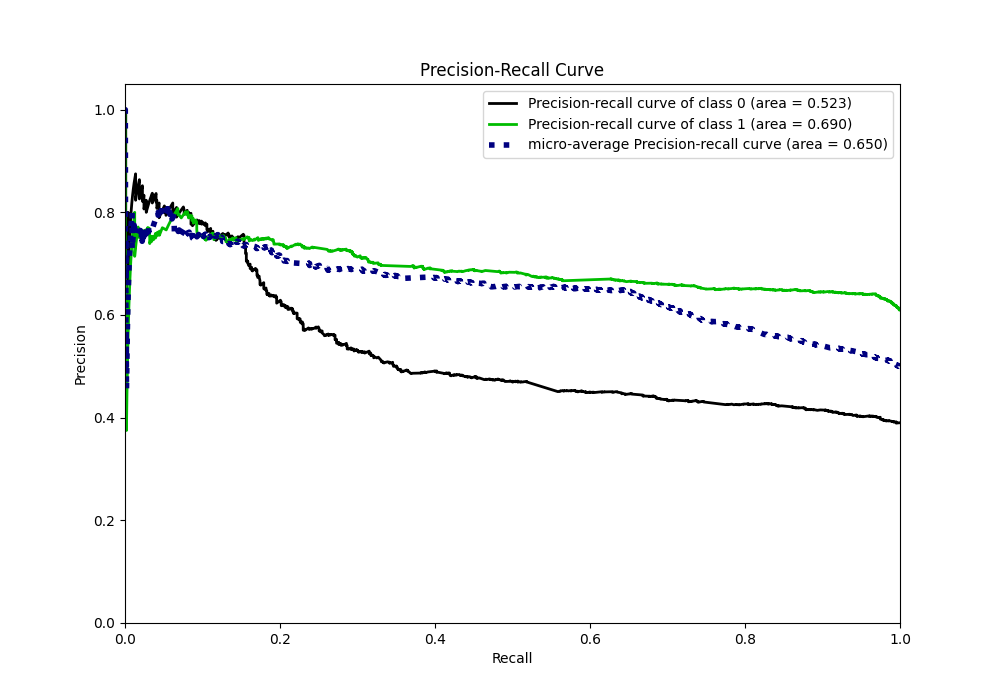 Precision-Recall Curve
Precision-recall curve of class 0 (area = 0.523)
Precision-recall curve of class 1 (area = 0.690)
micro-average Precision-recall curve (area = 0.650)
Precision
1.0
0.8
0.6
0.4
0.2
0.0
0.0 0.2 0.4 0.6 0.8 1.0
Recall